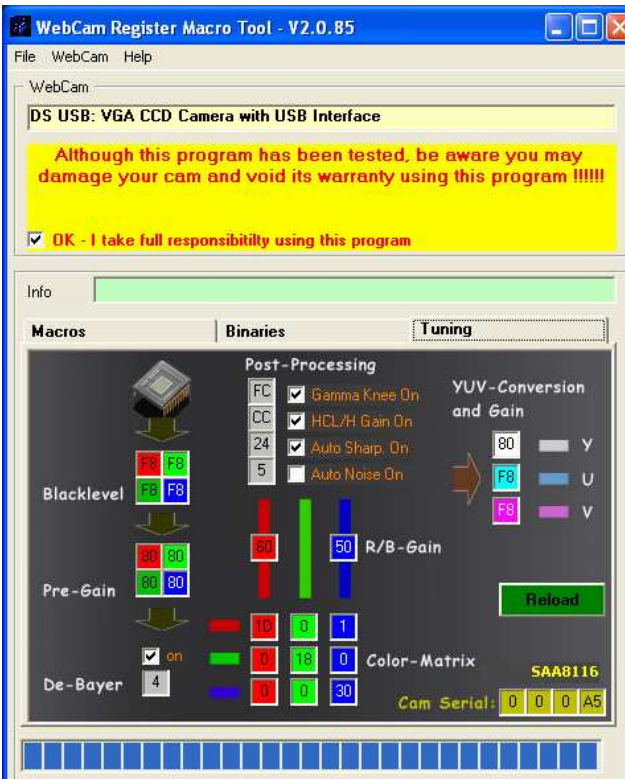 WebCam Register Macro Tool - V2.0.85
File WebCam Help
WebCam
DS USB: VGA CCD Camera with USB Interface
Although this program has been tested, be aware you may
damage your cam and void its warranty using this program !!!!!!
OK - I take full responsibitilty using this program
Info
Macros Binaries Tuning
Post-Processing
FC Gamma Knee On
CC HCL/H Gain On
24 Auto Sharp. On
5 Auto Noise On
YUV-Conversion
and Gain
80 Y
F8 U
F8 V
F8 F8
Blacklevel F8 F8
80 80
Pre-Gain 80 80
60 50 R/B-Gain
Reload
1D 0 1
on 0 18 0 Color-Matrix
De-Bayer 4 0 0 30
SAA8116
Cam Serial: 0 0 0 A5